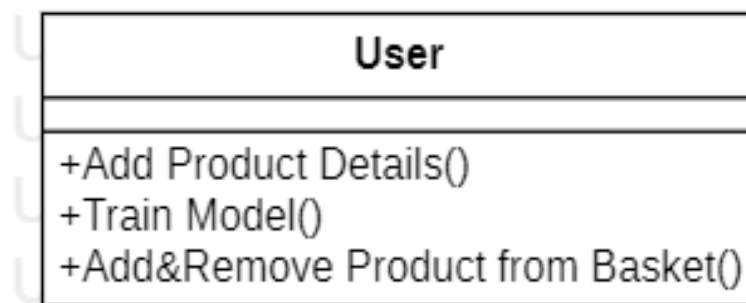 User
+Add Product Details()
+Train Model()
+Add&Remove Product from Basket()